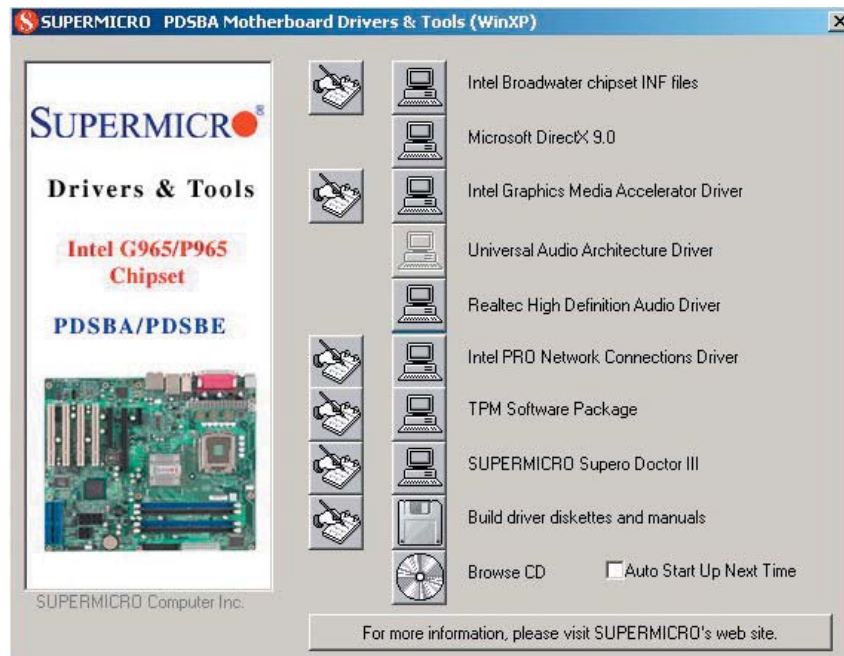 SUPERMICRO PDSBA Motherboard Drivers & Tools (WinXP)
SUPERMICRO®
Drivers & Tools
Intel G965/P965
Chipset
PDSBA/PDSBE
SUPERMICRO Computer Inc.
Intel Broadwater chipset INF files
Microsoft DirectX 9.0
Intel Graphics Media Accelerator Driver
Universal Audio Architecture Driver
Realtec High Definition Audio Driver
Intel PRO Network Connections Driver
TPM Software Package
SUPERMICRO Supero Doctor III
Build driver diskettes and manuals
Browse CD
Auto Start Up Next Time
For more information, please visit SUPERMICRO's web site.